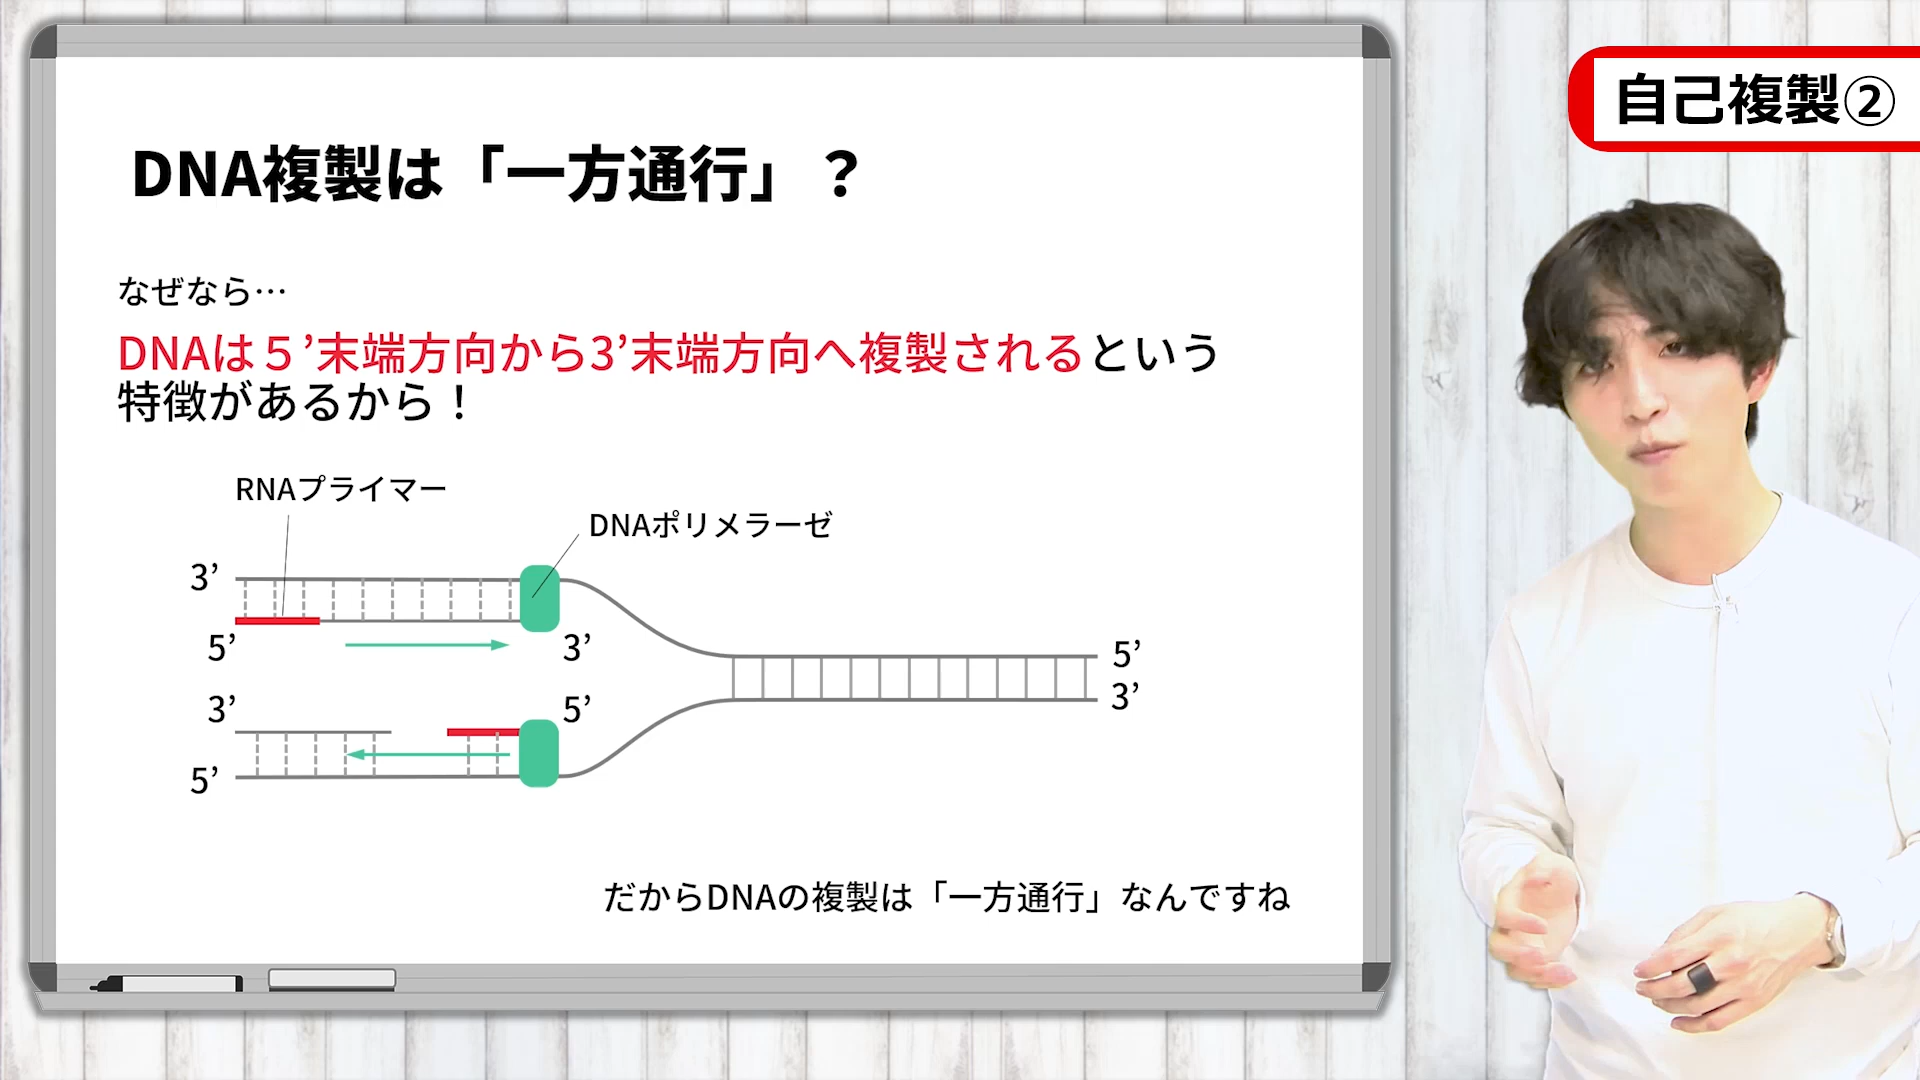 自己複製②
DNA複製は「一方通行」？
なぜなら…
DNAは５’末端方向から3’末端方向へ複製されるという
特徴があるから！
RNAプライマー
DNAポリメラーゼ
3’
5’
3’
3’
5’
5’
5’
3’
だからDNAの複製は「一方通行」なんですね